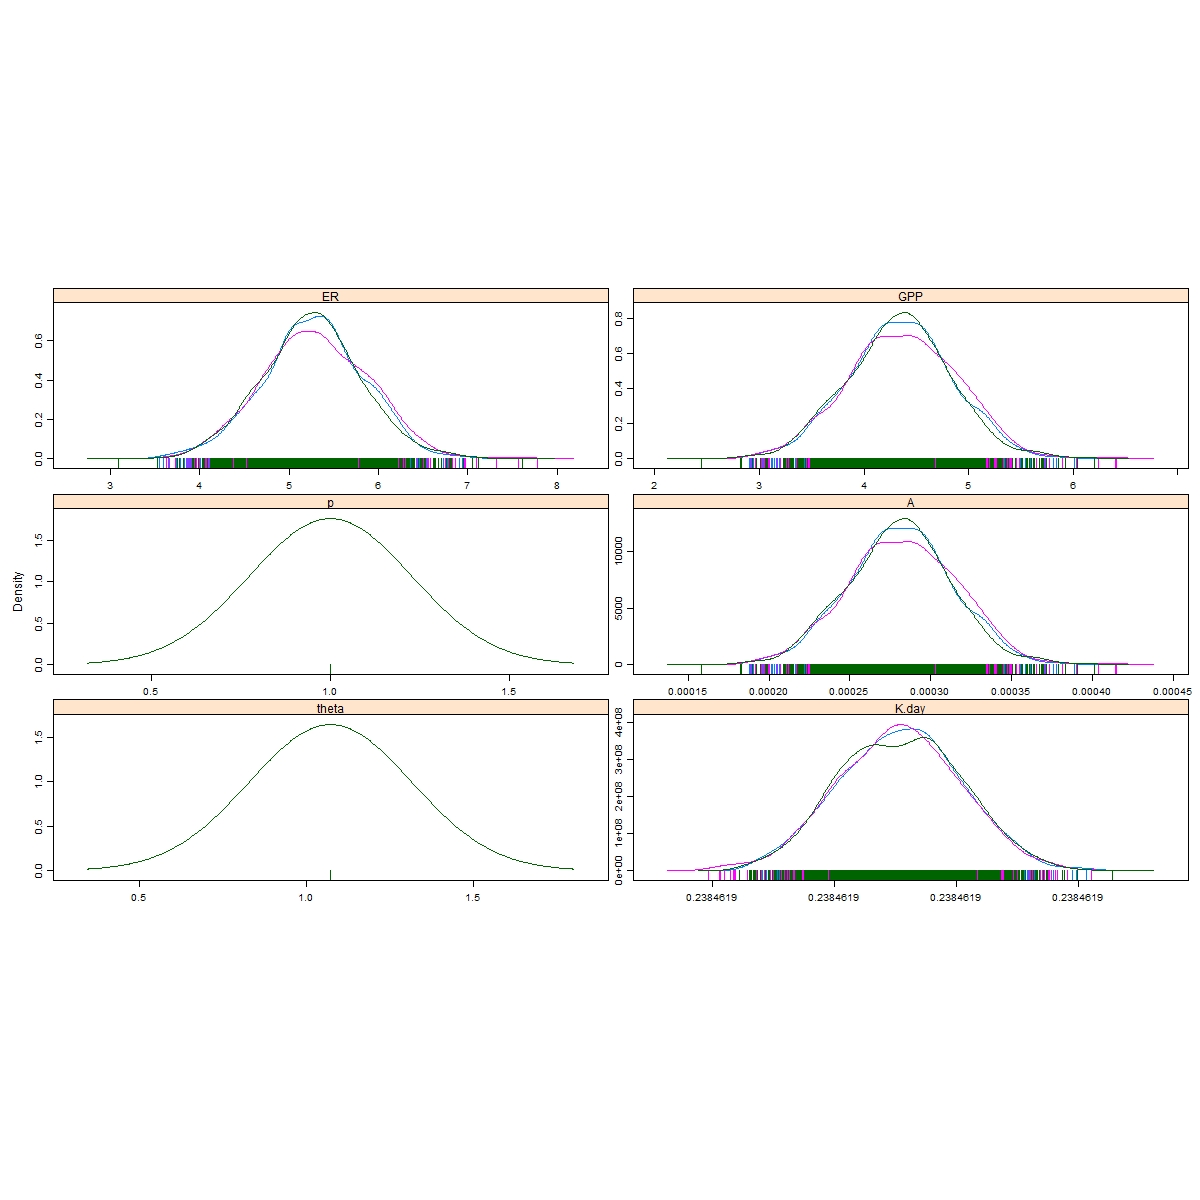 ER
0.0 0.2 0.4 0.6
3 4 5 6 7 8
GPP
0.0 0.2 0.4 0.6 0.8
2 3 4 5 6
Density
p
0.0 0.5 1.0 1.5
0.5 1.0 1.5
A
0 5000 10000
0.00015 0.00020 0.00025 0.00030 0.00035 0.00040 0.00045
theta
0.0 0.5 1.0 1.5
0.5 1.0 1.5
K.day
0e+00 1e+08 2e+08 3e+08 4e+08
0.2384619 0.2384619 0.2384619 0.2384619